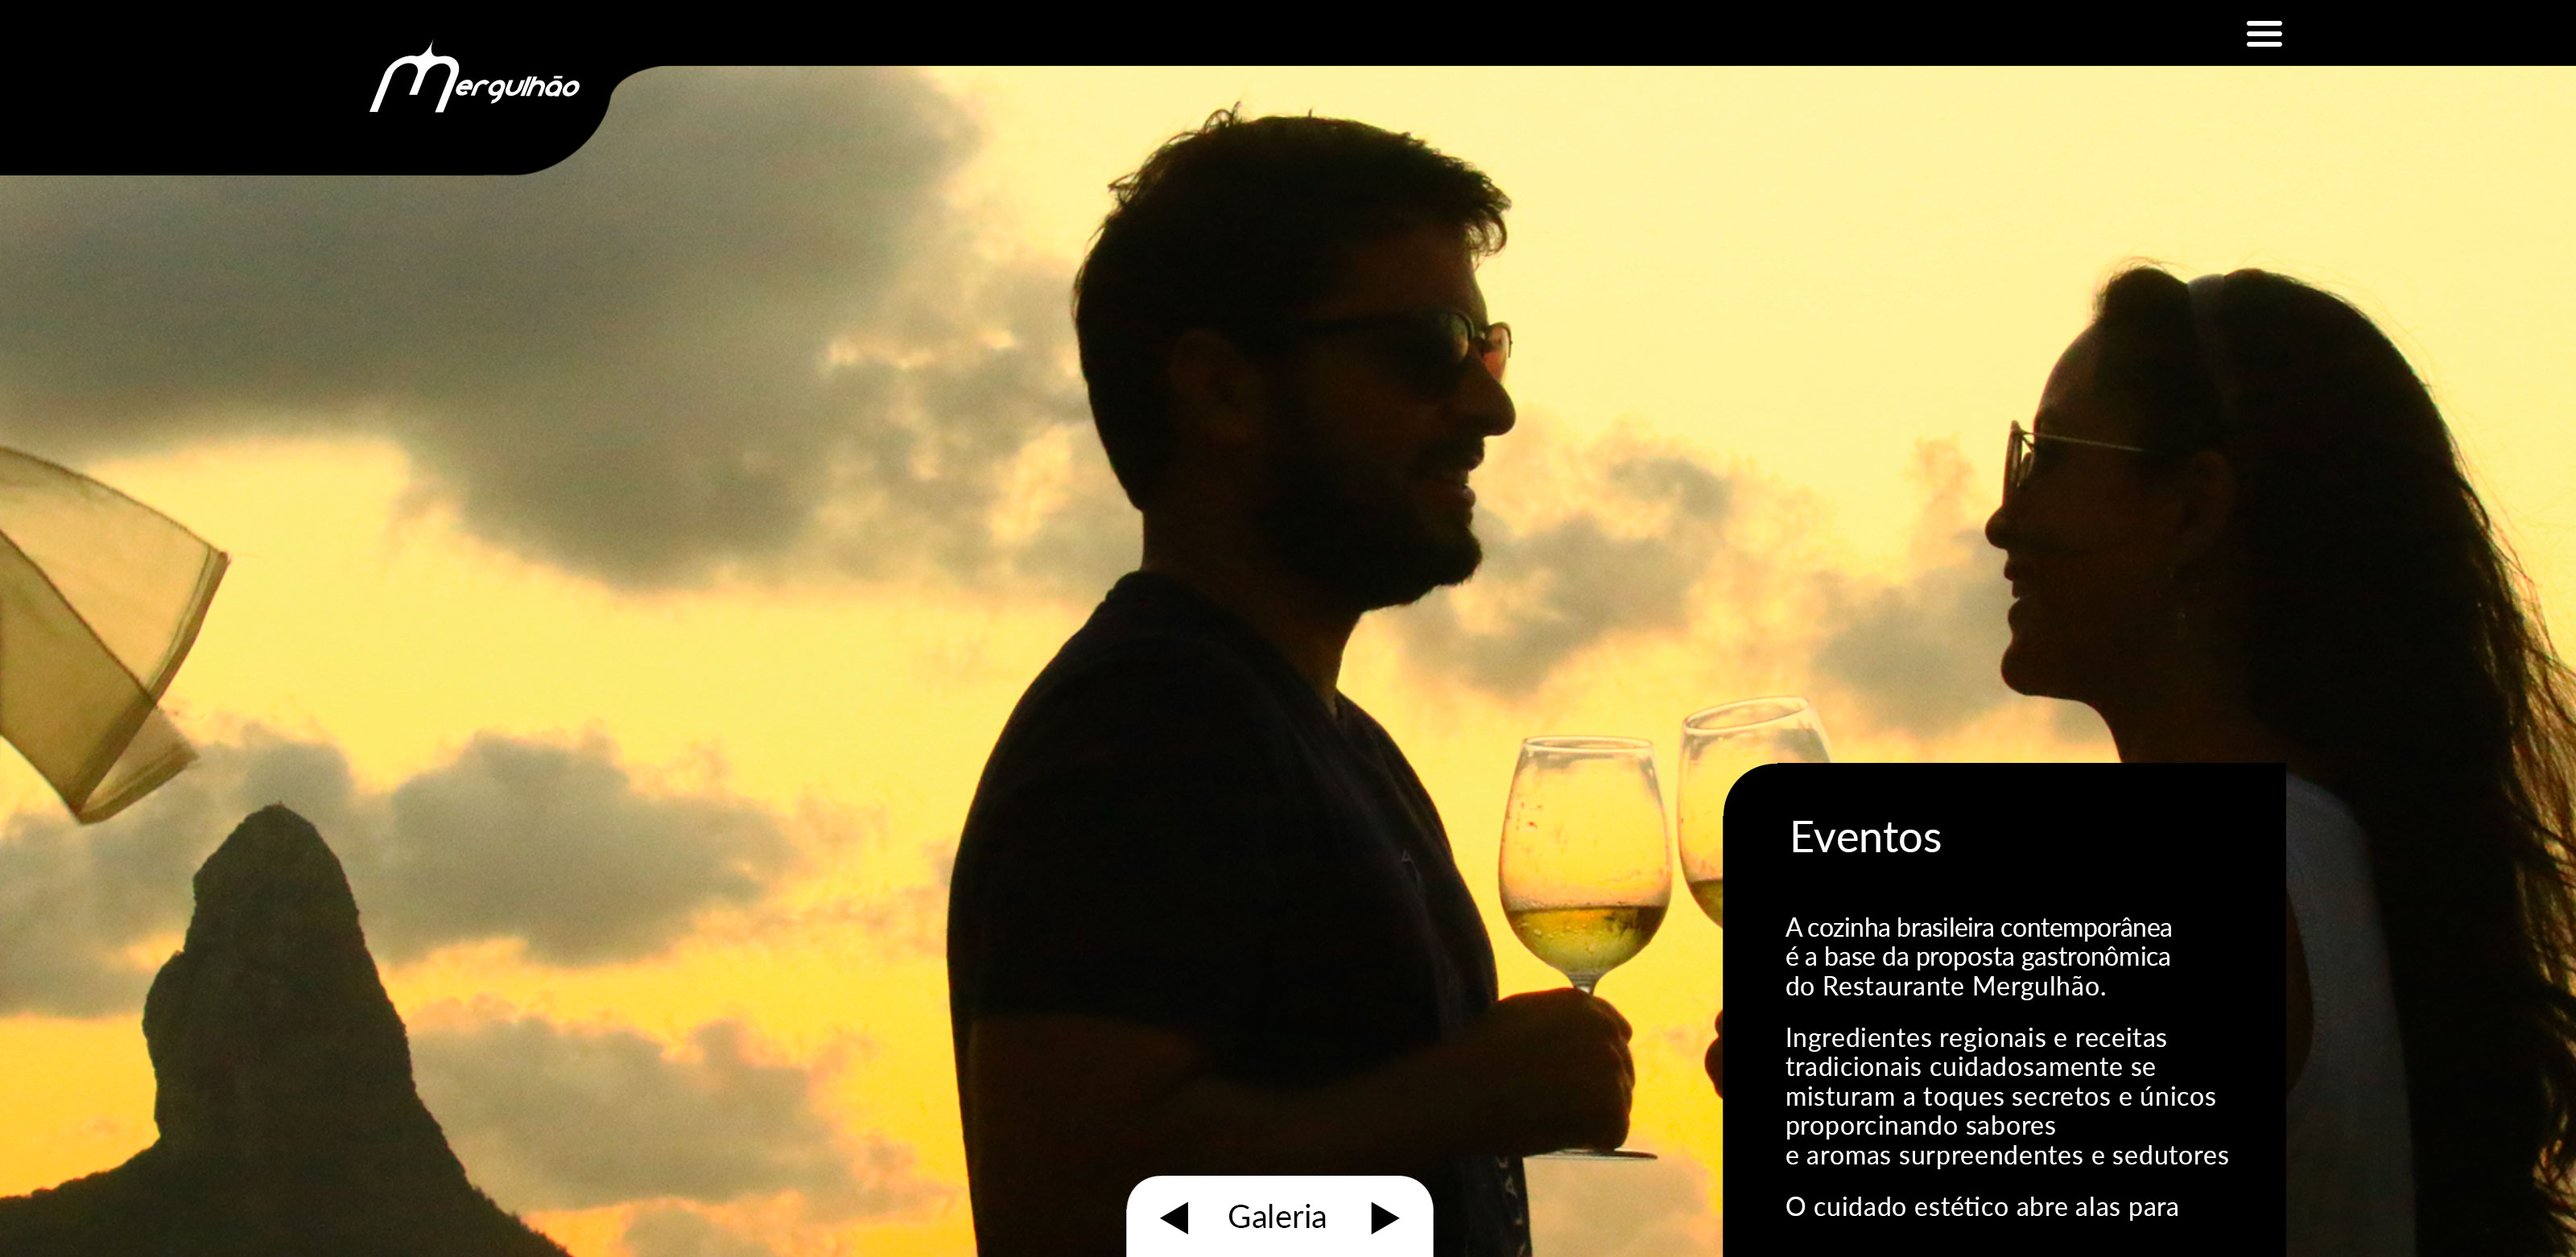 Mergulhão
Eventos
A cozinha brasileira contemporânea
é a base da proposta gastronômica
do Restaurante Mergulhão.
Ingredientes regionais e receitas
tradicionais cuidadosamente se
misturam a toques secretos e únicos
proporcinando sabores
e aromas surpreendentes e sedutores
O cuidado estético abre alas para
Galeria